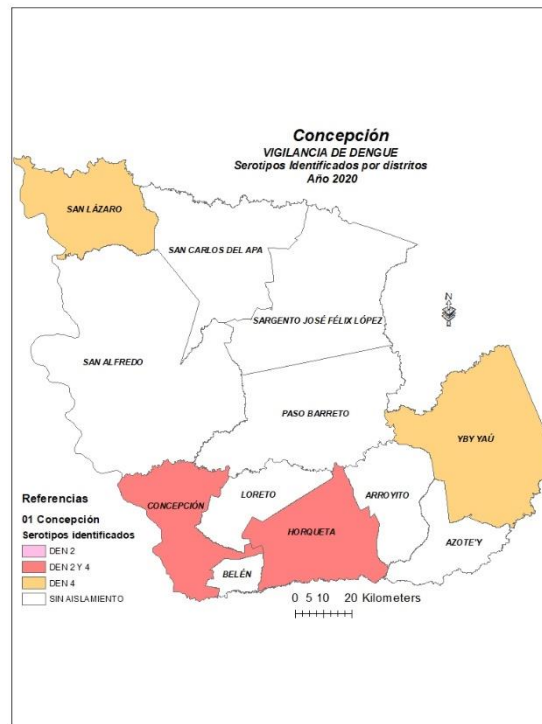 Concepción
VIGILANCIA DE DENGUE
Serotipos Identificados por distritos
Año 2020
SAN LÁZARO
SAN CARLOS DEL APA
N
SARGENTO JOSÉ FÉLIX LÓPEZ
SAN ALFREDO
PASO BARRETO
YBY YAÚ
CONCEPCIÓN
LORETO
ARROYITO
HORQUETA
AZOTE'Y
BELÉN
Referencias
01 Concepción
Serotipos identificados
DEN 2
DEN 2 Y 4
DEN 4
SIN AISLAMIENTO
0 5 10 20 Kilometers